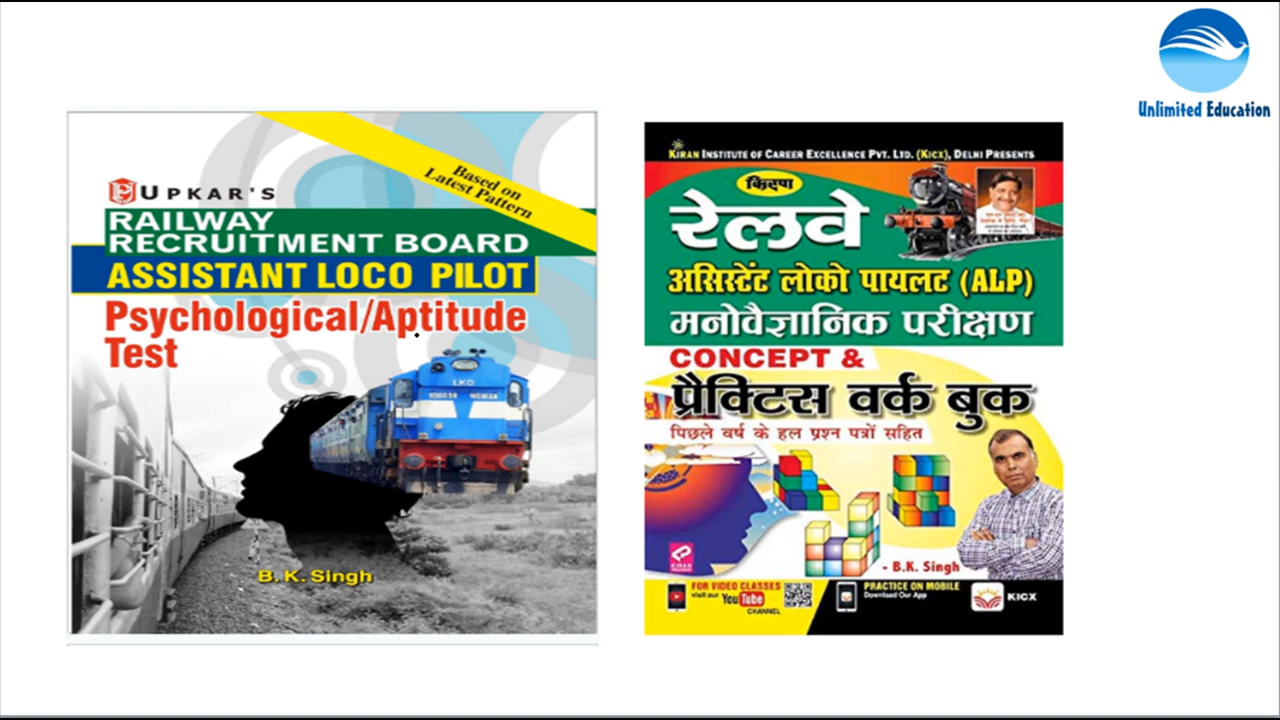 Unlimited Education
Based on
Latest Pattern
UPKAR'S
RAILWAY
RECRUITMENT BOARD
ASSISTANT LOCO PILOT
Psychological/Aptitude
Test
LKO
B. K. Singh
KIRAN INSTITUTE OF CAREER EXCELLENCE PVT. LTD. (KICX), DELHI PRESENTS
किरण
रेलवे
असिस्टेंट लोको पायलट (ALP)
मनोवैज्ञानिक परीक्षण
CONCEPT &
प्रैक्टिस वर्क बुक
पिछले वर्ष के हल प्रश्न पत्रों सहित
- B.K. Singh
FOR VIDEO CLASSES
visit our YouTube
CHANNEL
PRACTICE ON MOBILE
Download Our App
KICX